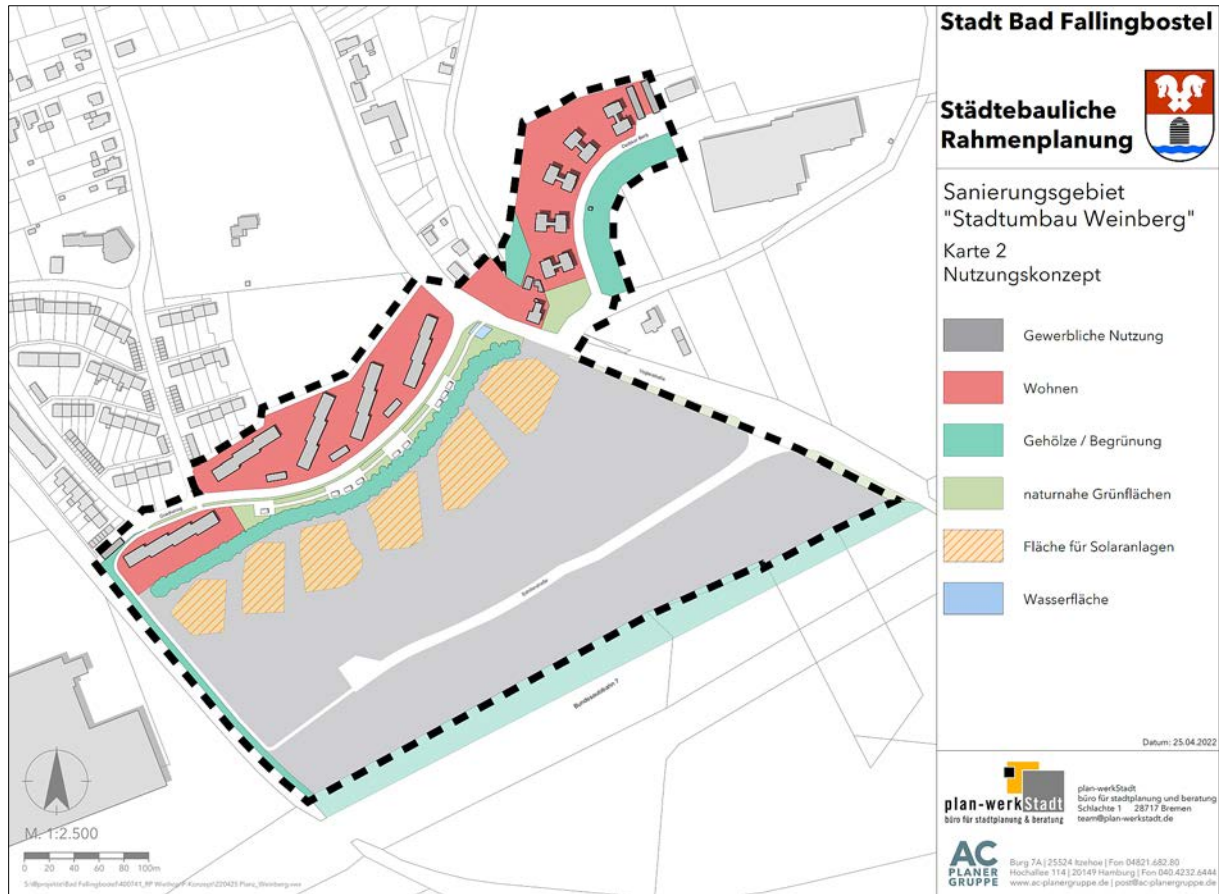 Stadt Bad Fallingbostel
Städtebauliche
Rahmenplanung
Sanierungsgebiet
"Stadtumbau Weinberg"
Karte 2
Nutzungskonzept
Gewerbliche Nutzung
Wohnen
Gehölze / Begrünung
naturnahe Grünflächen
Fläche für Solaranlagen
Wasserfläche
Datum: 25.04.2022
plan-werkStadt
büro für stadtplanung & beratung
plan-werkStadt
büro für stadtplanung und beratung
Schlachte 1 28717 Bremen
team@plan-werkstadt.de
AC
PLANER
GRUPPE
Burg 7A | 25524 Itzehoe | Fon 04821.682.80
Hochallee 114 | 20149 Hamburg | Fon 040.4232.6444
www.ac-planergruppe.de | post@ac-planergruppe.de
Bundesautobahn 7
M. 1:2.500
0 20 40 60 80 100m